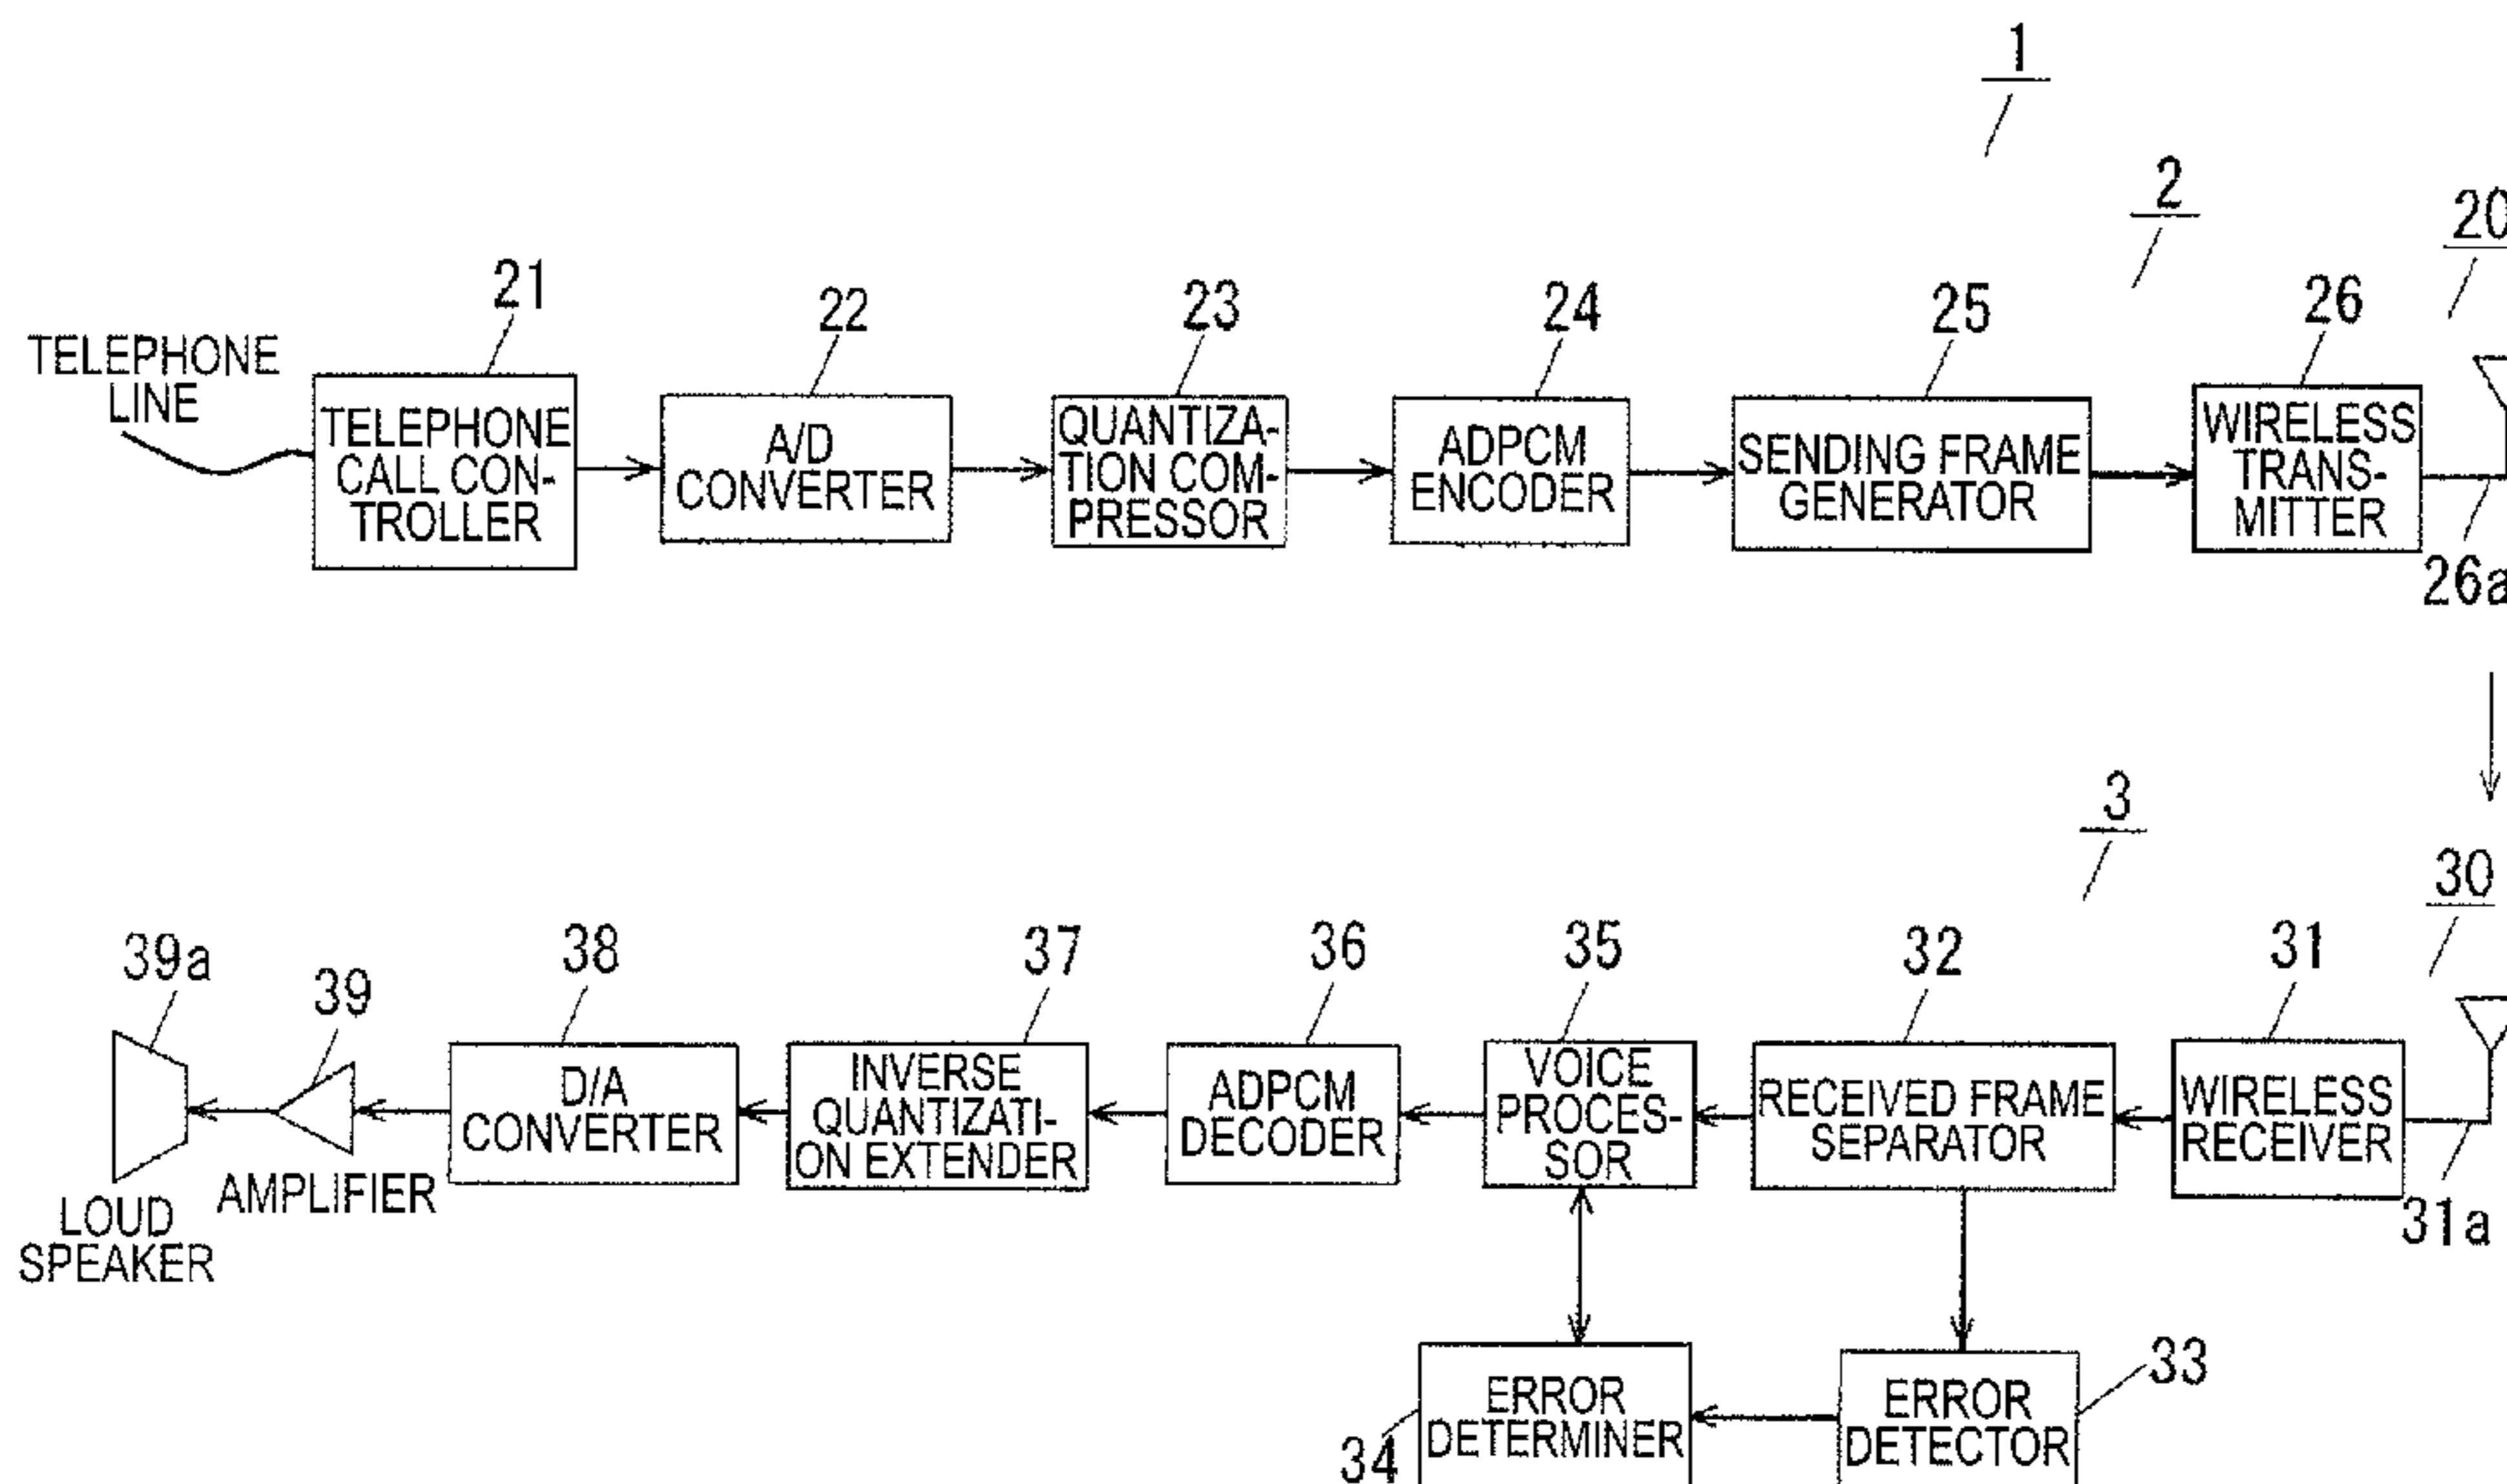 1
2
20
21
22
23
24
25
26
TELEPHONE
LINE
TELEPHONE
CALL CON-
TROLLER
A/D
CONVERTER
QUANTIZA-
TION COM-
PRESSOR
ADPCM
ENCODER
SENDING FRAME
GENERATOR
WIRELESS
TRANS-
MITTER
26a
3
30
39a
39
38
37
36
35
32
31
LOUD
SPEAKER
AMPLIFIER
D/A
CONVERTER
INVERSE
QUANTIZATI-
ON EXTENDER
ADPCM
DECODER
VOICE
PROCES-
SOR
RECEIVED FRAME
SEPARATOR
WIRELESS
RECEIVER
31a
34
ERROR
DETERMINER
ERROR
DETECTOR
33